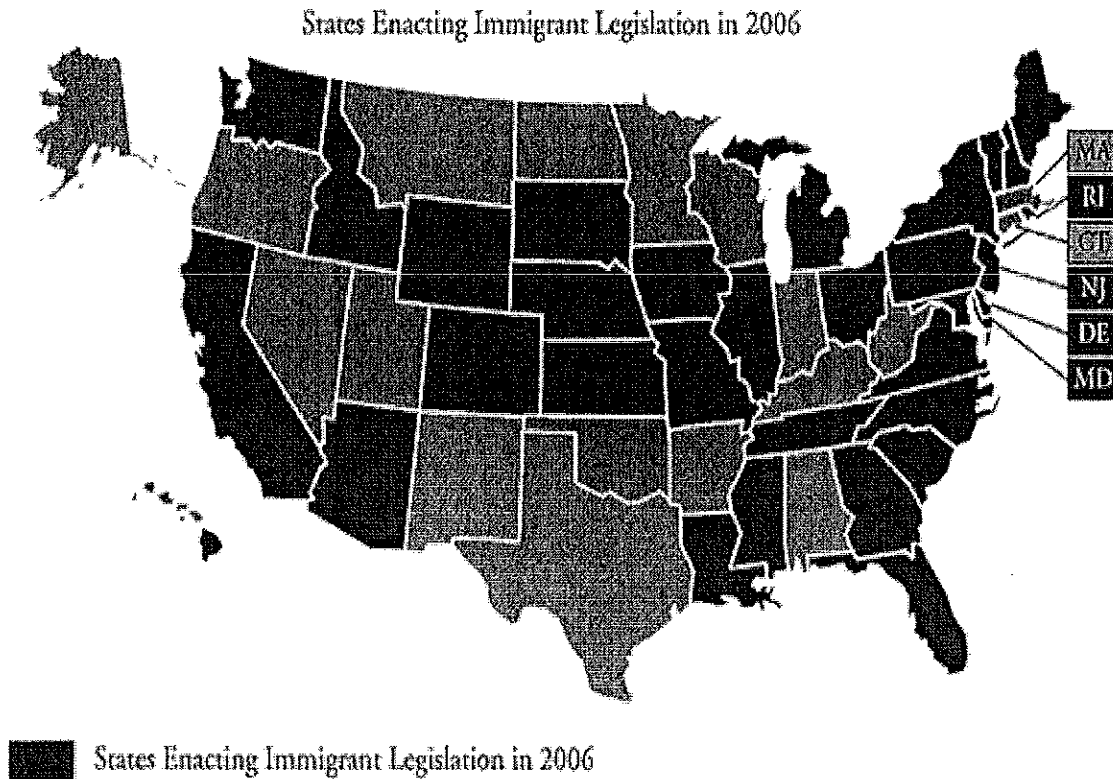 States Enacting Immigrant Legislation in 2006
MA
RI
CT
NJ
DE
MD
States Enacting Immigrant Legislation in 2006